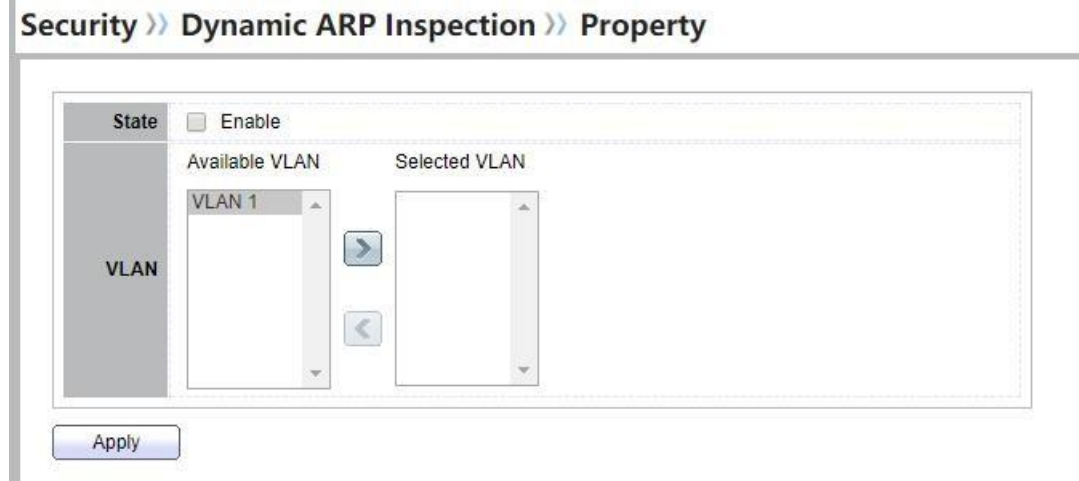 Security >> Dynamic ARP Inspection >> Property
State
Enable
VLAN
Available VLAN
Selected VLAN
VLAN 1
Apply